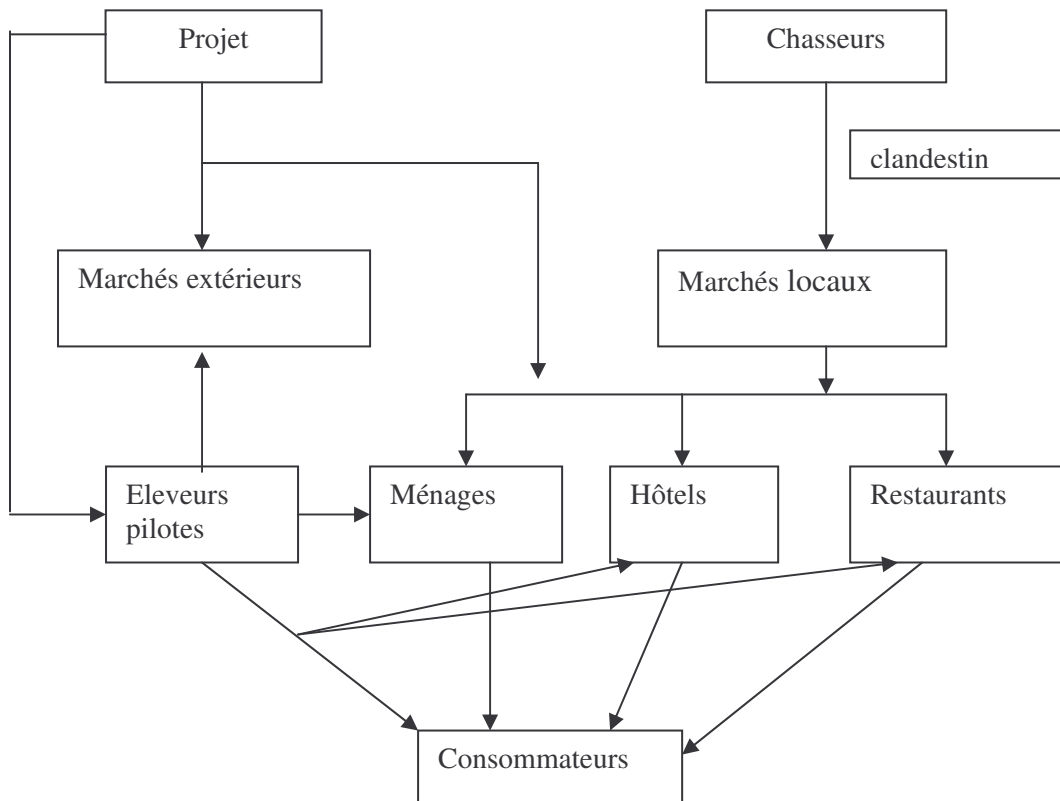 Projet
Chasseurs
clandestin
Marchés extérieurs
Marchés locaux
Eleveurs
pilotes
Ménages
Hôtels
Restaurants
Consommateurs